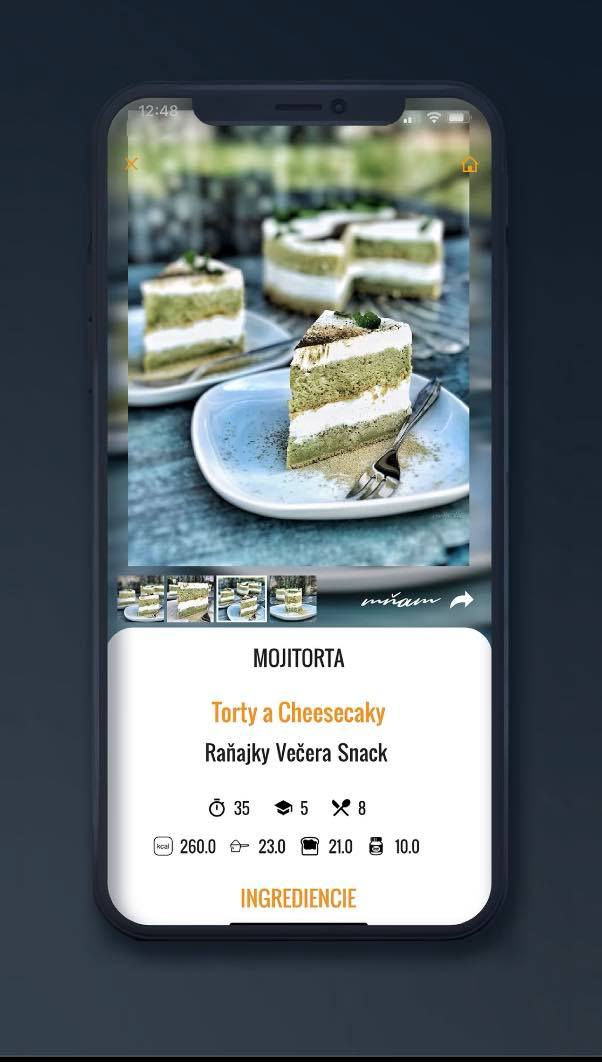 12:48
mňam
MOJITORTA
Torty a Cheesecaky
Raňajky Večera Snack
35 5 8
kcal 260.0 23.0 21.0 10.0
INGREDIENCIE